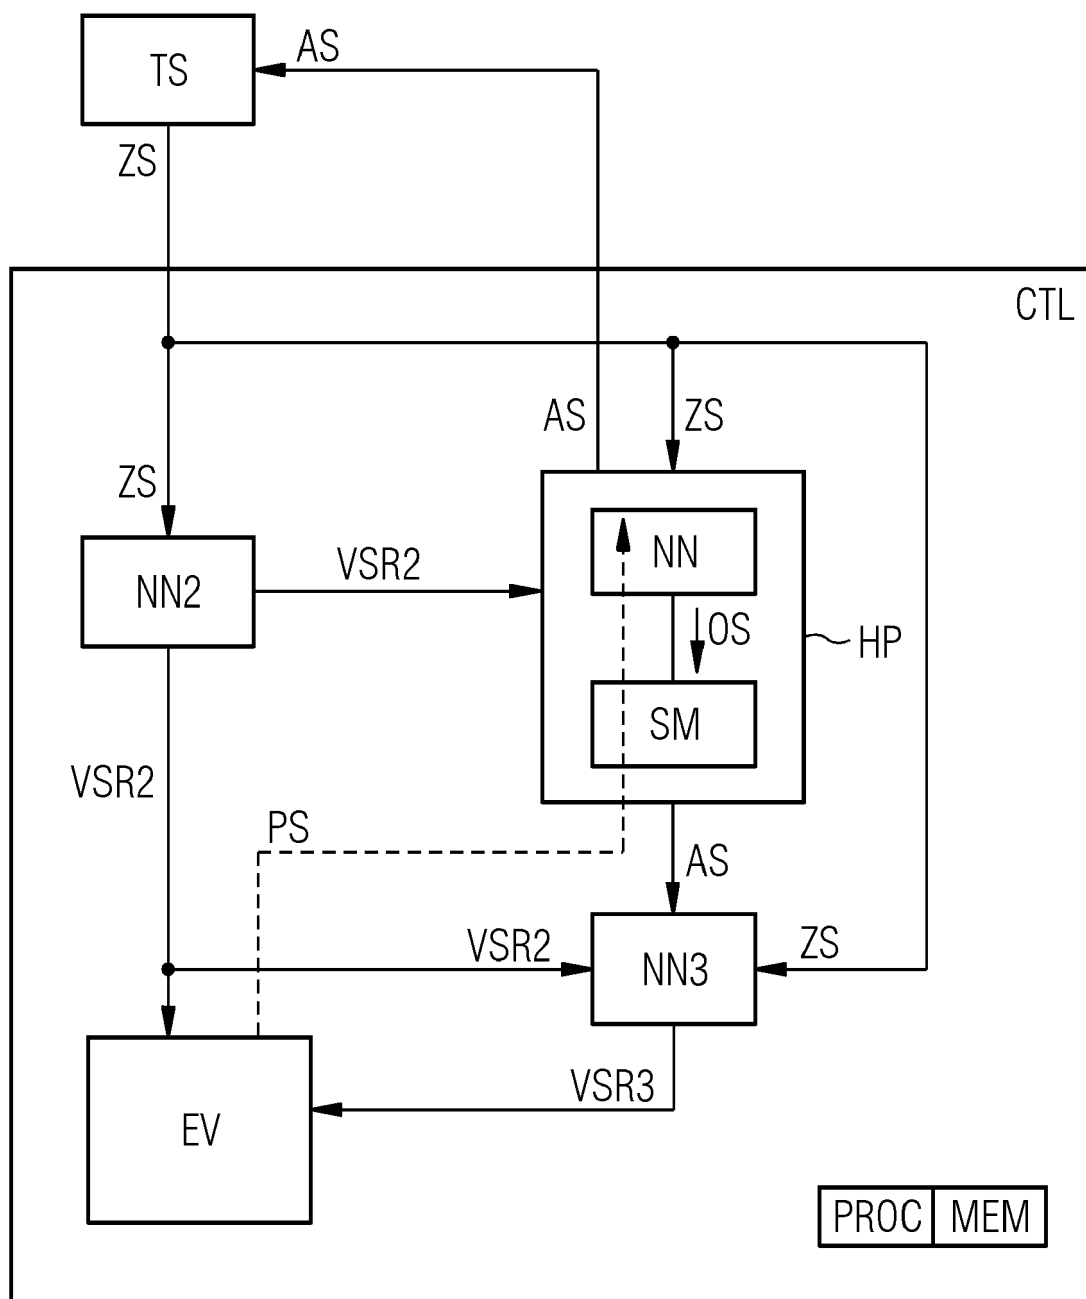 AS
TS
ZS
CTL
AS
ZS
ZS
NN
VSR2
NN2
OS
HP
SM
VSR2
PS
AS
VSR2
ZS
NN3
VSR3
EV
PROC MEM